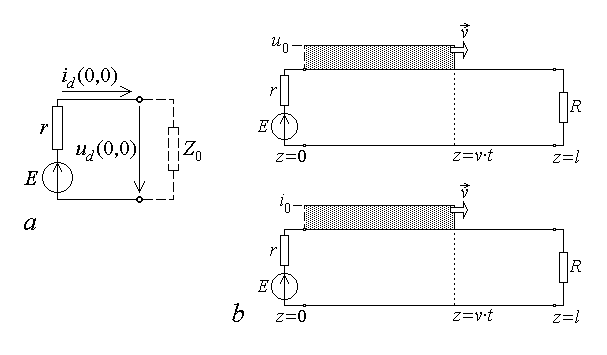 i_d(0,0)
r
u_d(0,0)
Z_0
E
a
u_0
v⃗
r
E
R
z=0
z=v·t
z=l
i_0
v⃗
r
E
R
b
z=0
z=v·t
z=l